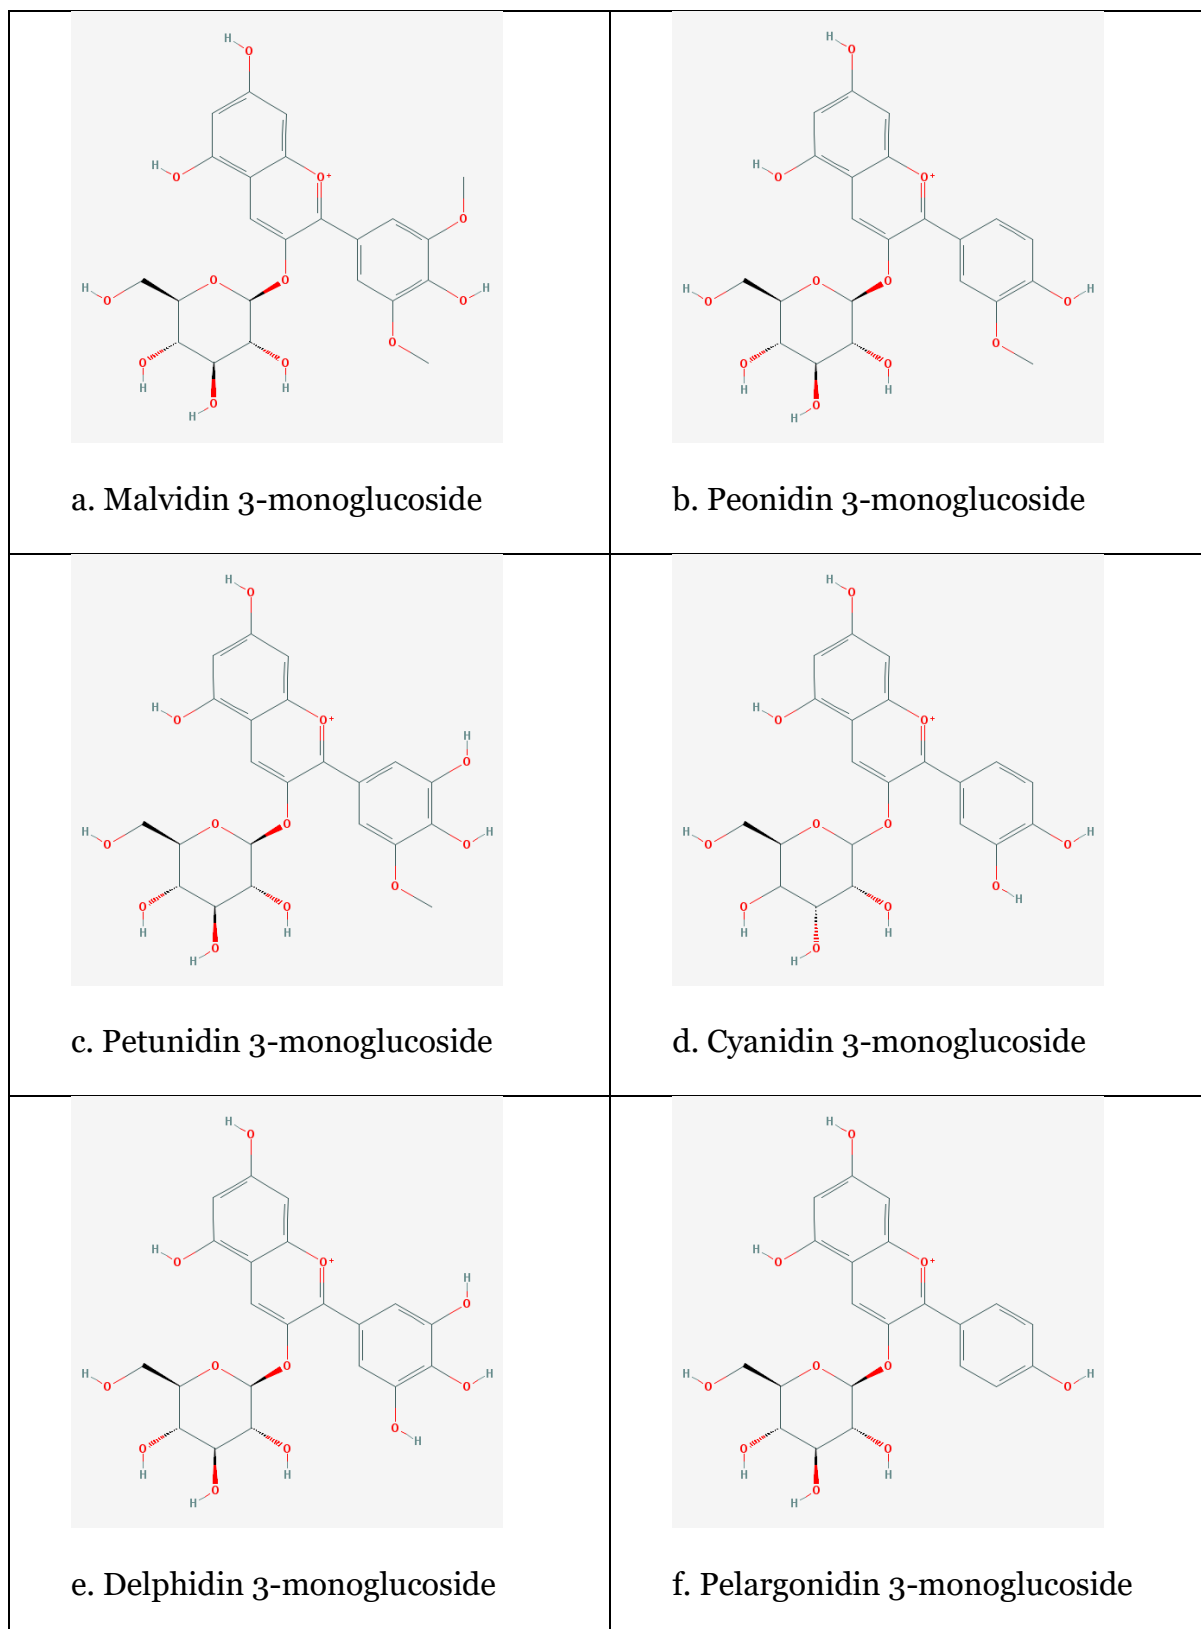 a. Malvidin 3-monoglucoside
b. Peonidin 3-monoglucoside
c. Petunidin 3-monoglucoside
d. Cyanidin 3-monoglucoside
e. Delphidin 3-monoglucoside
f. Pelargonidin 3-monoglucoside